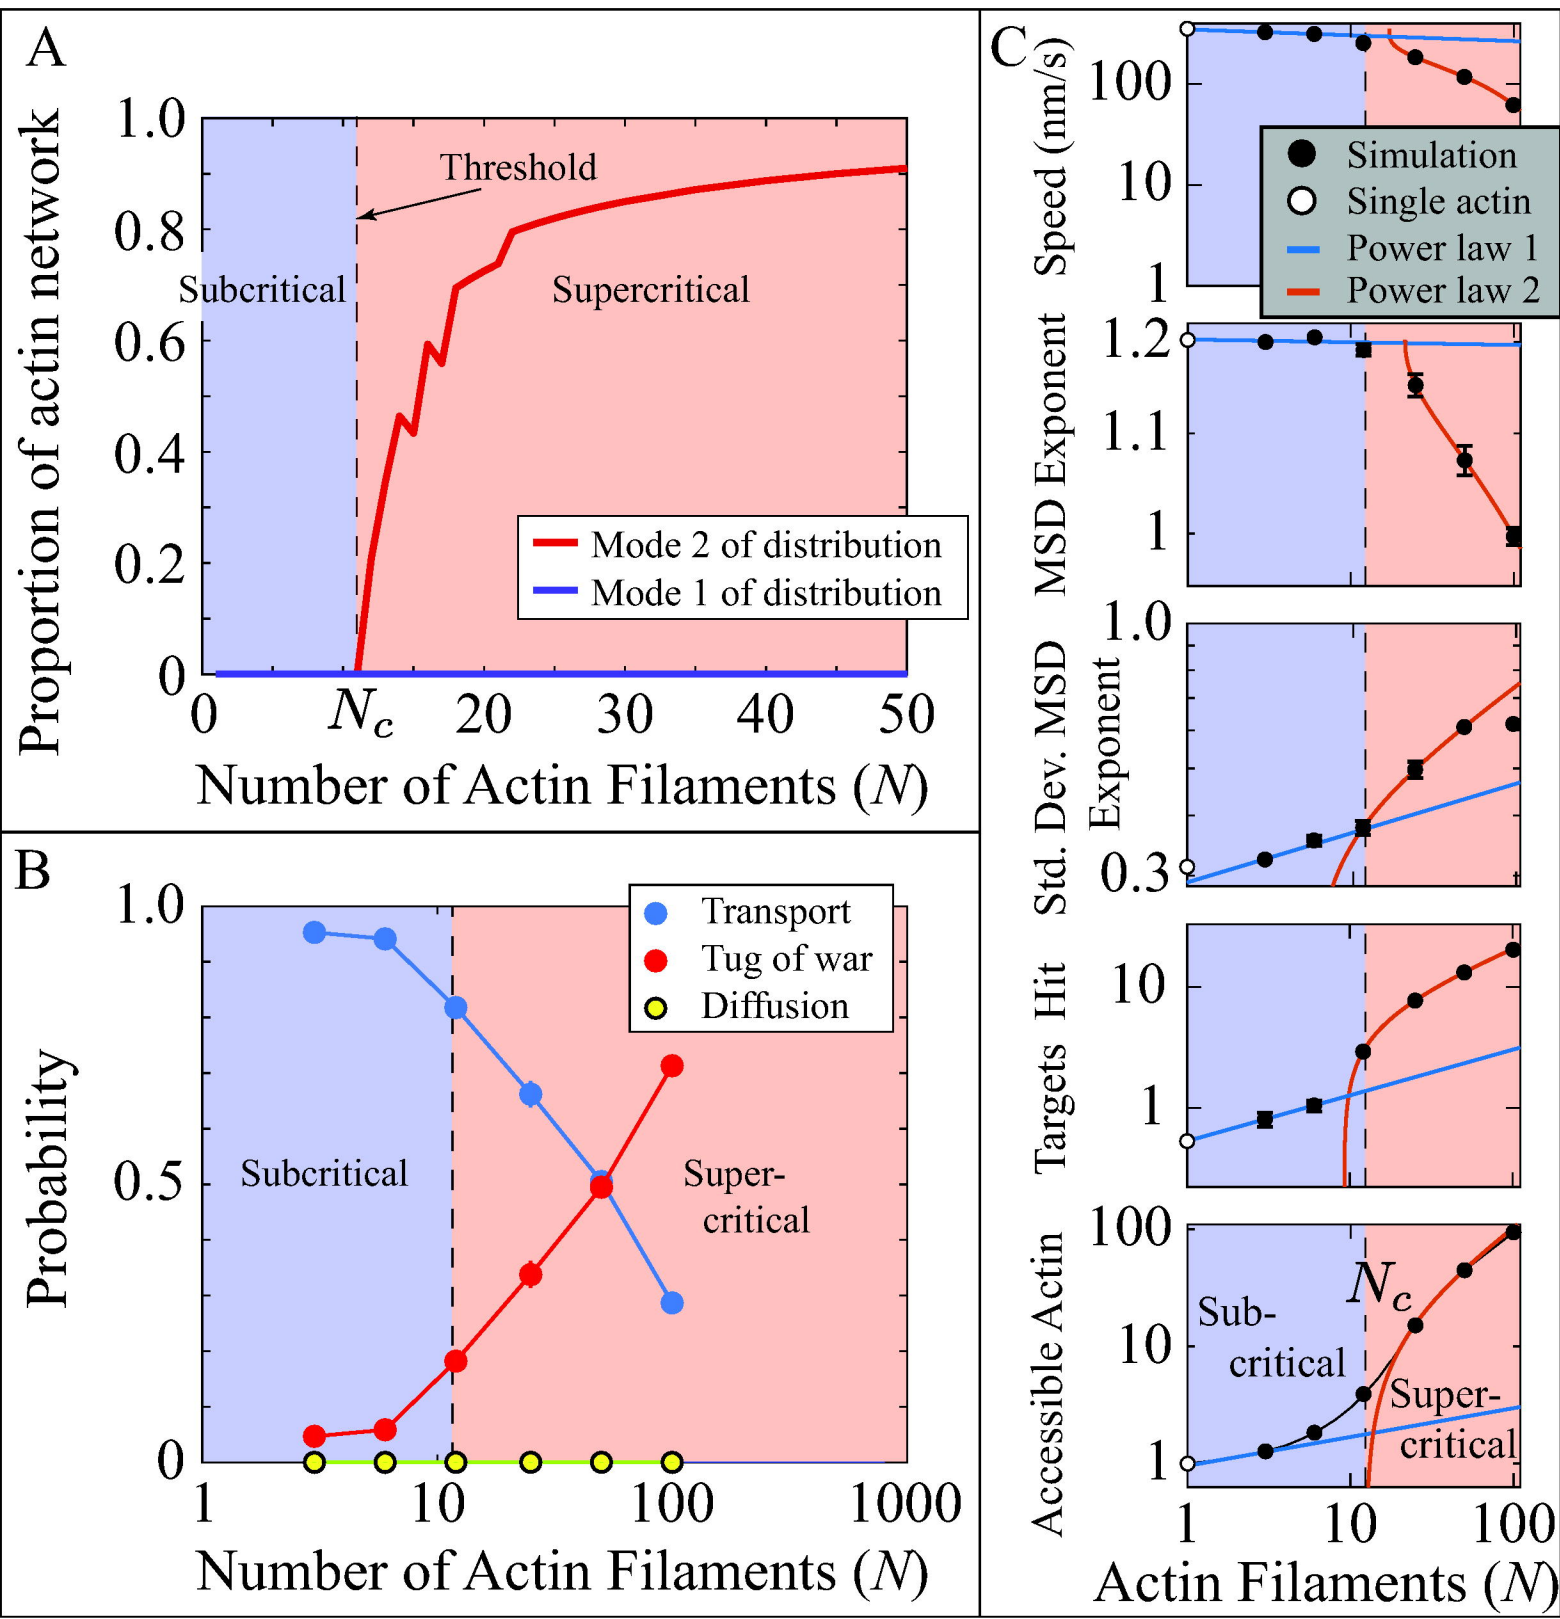 A
Proportion of actin network
1.0
0.8
0.6
0.4
0.2
0
Threshold
Subcritical
Supercritical
Mode 2 of distribution
Mode 1 of distribution
0
Nc
20
30
40
50
Number of Actin Filaments (N)
B
Probability
1.0
0.5
0
Transport
Tug of war
Diffusion
Subcritical
Super-
critical
1
10
100
1000
Number of Actin Filaments (N)
C
Speed (nm/s)
100
10
1
Simulation
Single actin
Power law 1
Power law 2
MSD Exponent
1.2
1.1
1
Std. Dev. MSD
Exponent
1.0
0.3
Targets Hit
10
1
Accessible Actin
100
10
1
Nc
Sub-
critical
Super-
critical
1
10
100
Actin Filaments (N)